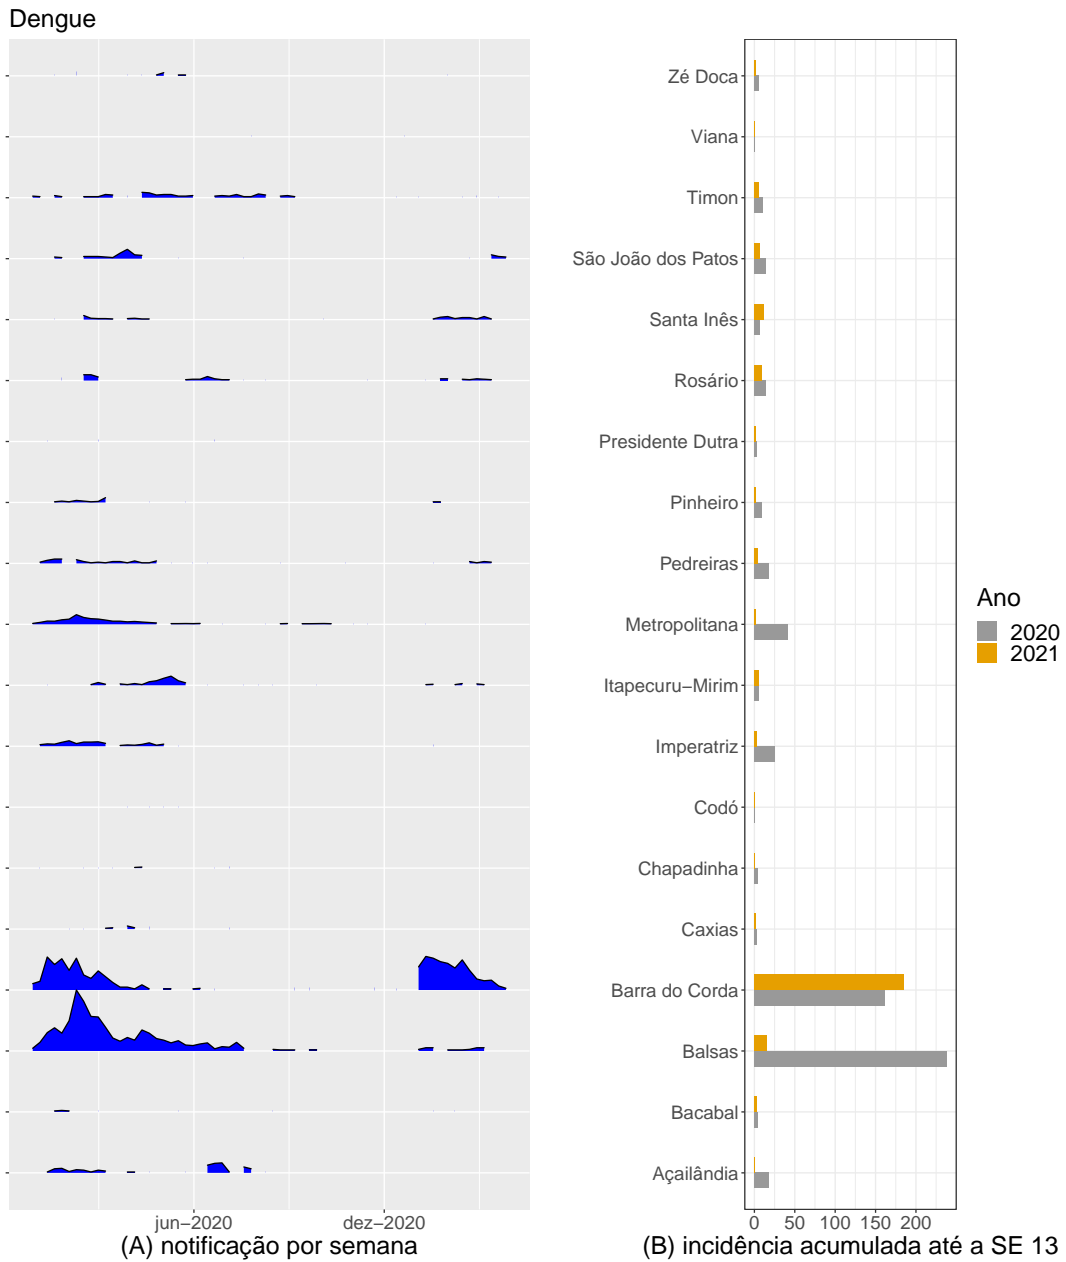 Dengue
Zé Doca
Viana
Timon
São João dos Patos
Santa Inês
Rosário
Presidente Dutra
Pinheiro
Pedreiras
Metropolitana
Itapecuru−Mirim
Imperatriz
Codó
Chapadinha
Caxias
Barra do Corda
Balsas
Bacabal
Açailândia
Ano
2020
2021
jun−2020 dez−2020
0 50 100 150 200
(A) notificação por semana
(B) incidência acumulada até a SE 13